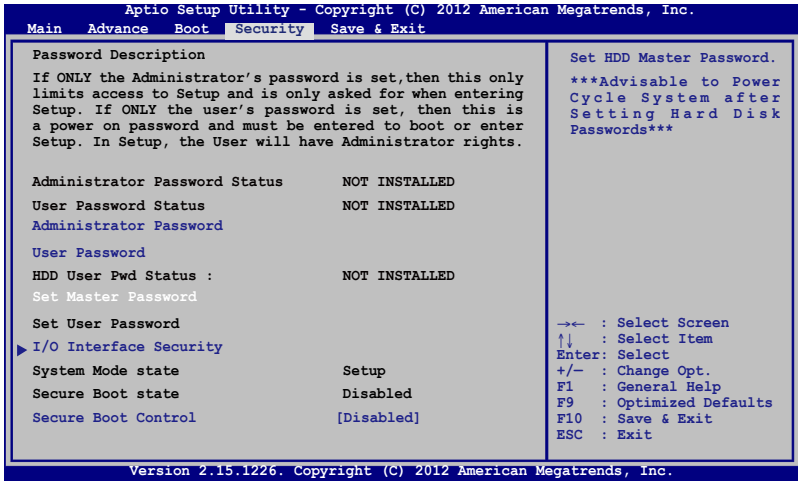 Aptio Setup Utility - Copyright (C) 2012 American Megatrends, Inc.
Main Advance Boot Security Save & Exit
Password Description
If ONLY the Administrator's password is set,then this only
limits access to Setup and is only asked for when entering
Setup. If ONLY the user's password is set, then this is
a power on password and must be entered to boot or enter
Setup. In Setup, the User will have Administrator rights.
Administrator Password Status NOT INSTALLED
User Password Status NOT INSTALLED
Administrator Password
User Password
HDD User Pwd Status : NOT INSTALLED
Set Master Password
Set User Password
I/O Interface Security
System Mode state Setup
Secure Boot state Disabled
Secure Boot Control [Disabled]
Set HDD Master Password.
***Advisable to Power
Cycle System after
Setting Hard Disk
Passwords***
→← : Select Screen
↑↓ : Select Item
Enter: Select
+/— : Change Opt.
F1 : General Help
F9 : Optimized Defaults
F10 : Save & Exit
ESC : Exit
Version 2.15.1226. Copyright (C) 2012 American Megatrends, Inc.